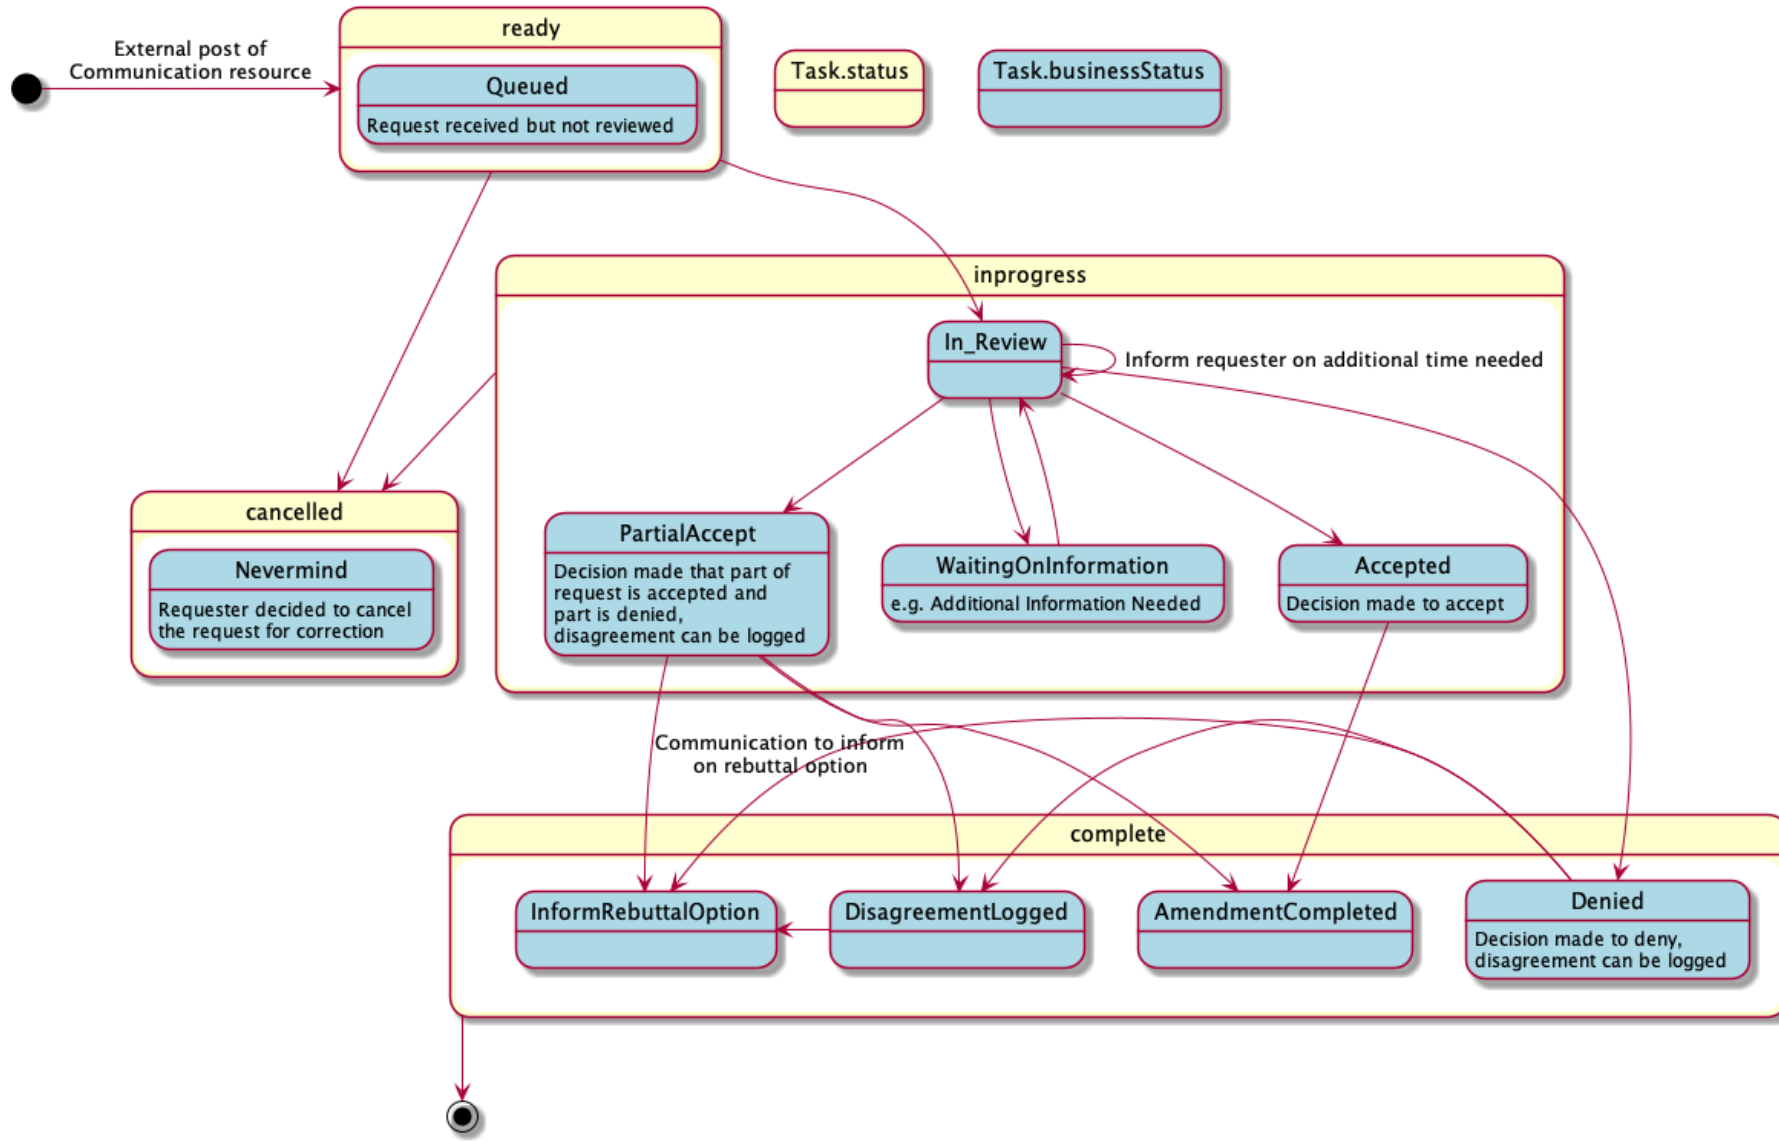 External post of
Communication resource
ready
Queued
Request received but not reviewed
Task.status
Task.businessStatus
inprogress
In_Review
Inform requester on additional time needed
cancelled
Nevermind
Requester decided to cancel
the request for correction
PartialAccept
Decision made that part of
request is accepted and
part is denied,
disagreement can be logged
WaitingOnInformation
e.g. Additional Information Needed
Accepted
Decision made to accept
Communication to inform
on rebuttal option
complete
InformRebuttalOption
DisagreementLogged
AmendmentCompleted
Denied
Decision made to deny,
disagreement can be logged